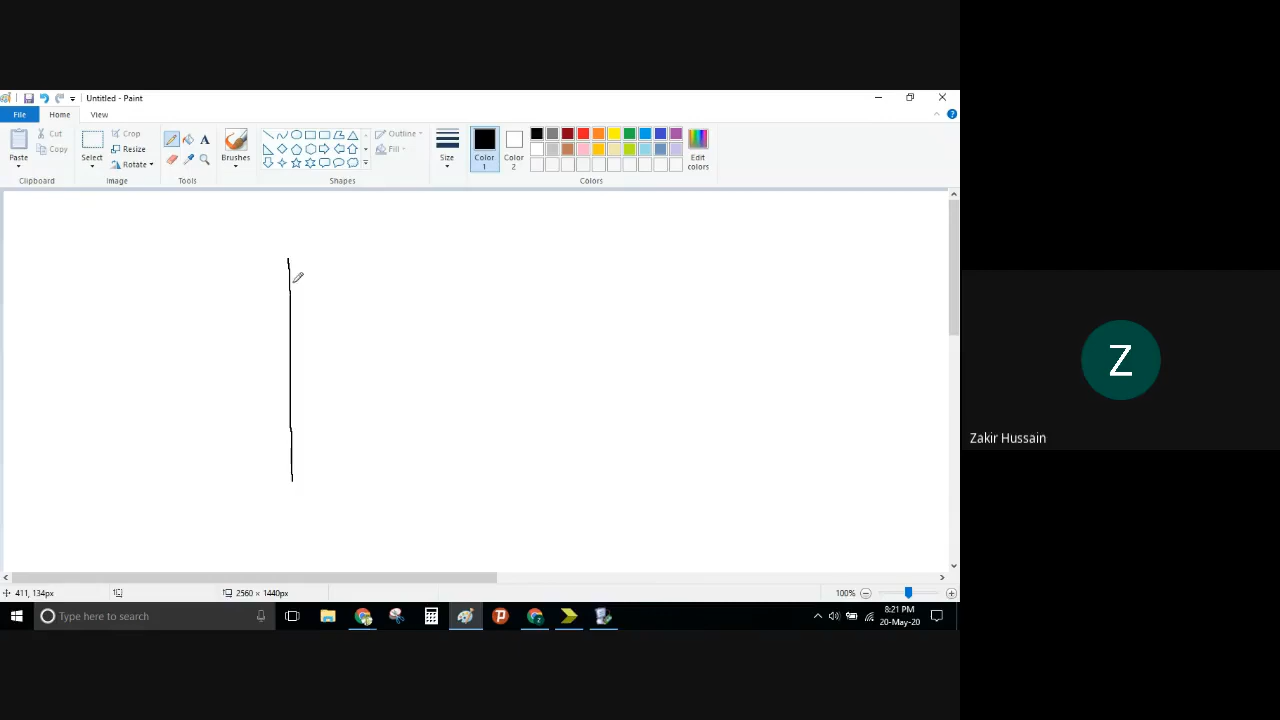 Untitled - Paint
File
Home
View
Paste
Cut
Copy
Clipboard
Select
Crop
Resize
Rotate
Image
A
Tools
Brushes
Outline
Fill
Shapes
Size
Color 1
Color 2
Edit colors
Colors
Z
Zakir Hussain
411, 134px
2560 × 1440px
100%
Type here to search
8:21 PM
20-May-20